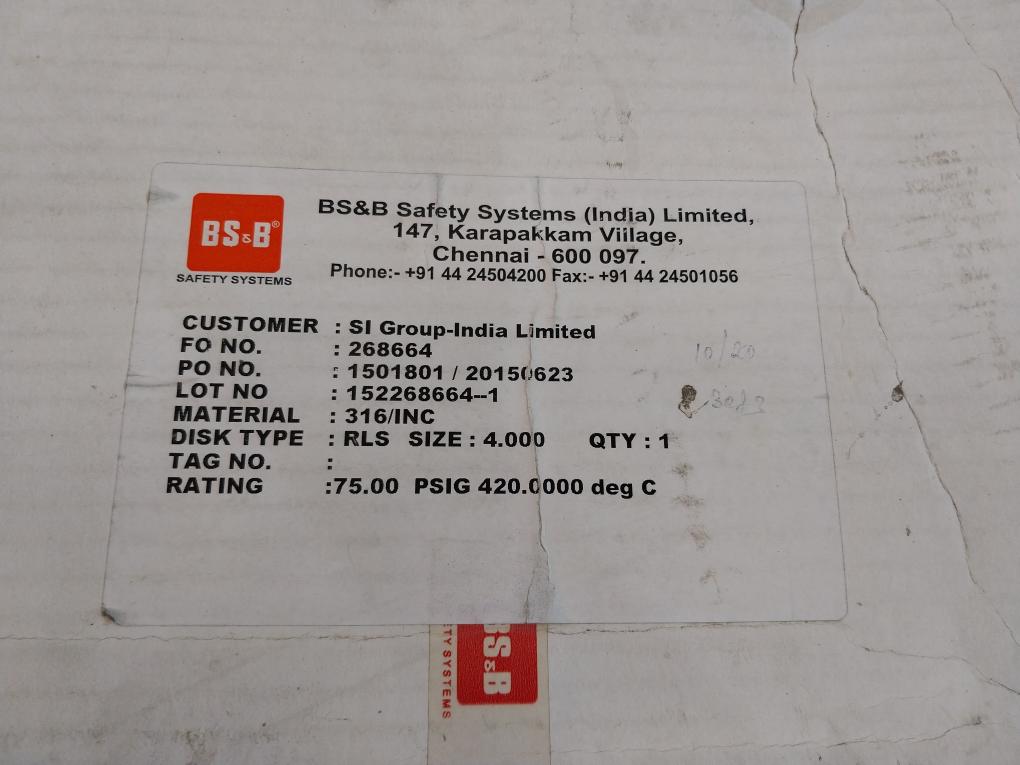 BS&B®
SAFETY SYSTEMS
BS&B Safety Systems (India) Limited,
147, Karapakkam Viilage,
Chennai - 600 097.
Phone:- +91 44 24504200 Fax:- +91 44 24501056
CUSTOMER : SI Group-India Limited
FO NO. : 268664
PO NO. : 1501801 / 20150623
LOT NO : 152268664--1
MATERIAL : 316/INC
DISK TYPE : RLS SIZE : 4.000 QTY : 1
TAG NO. :
RATING :75.00 PSIG 420.0000 deg C
10/20
BS&B
TY SYSTEMS